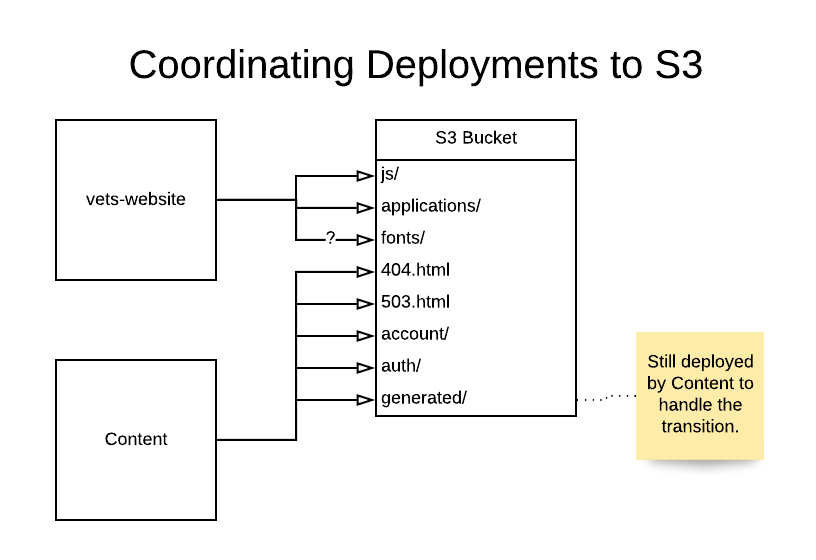 Coordinating Deployments to S3
vets-website
S3 Bucket
js/
applications/
?
fonts/
404.html
503.html
account/
auth/
generated/
Content
Still deployed
by Content to
handle the
transition.